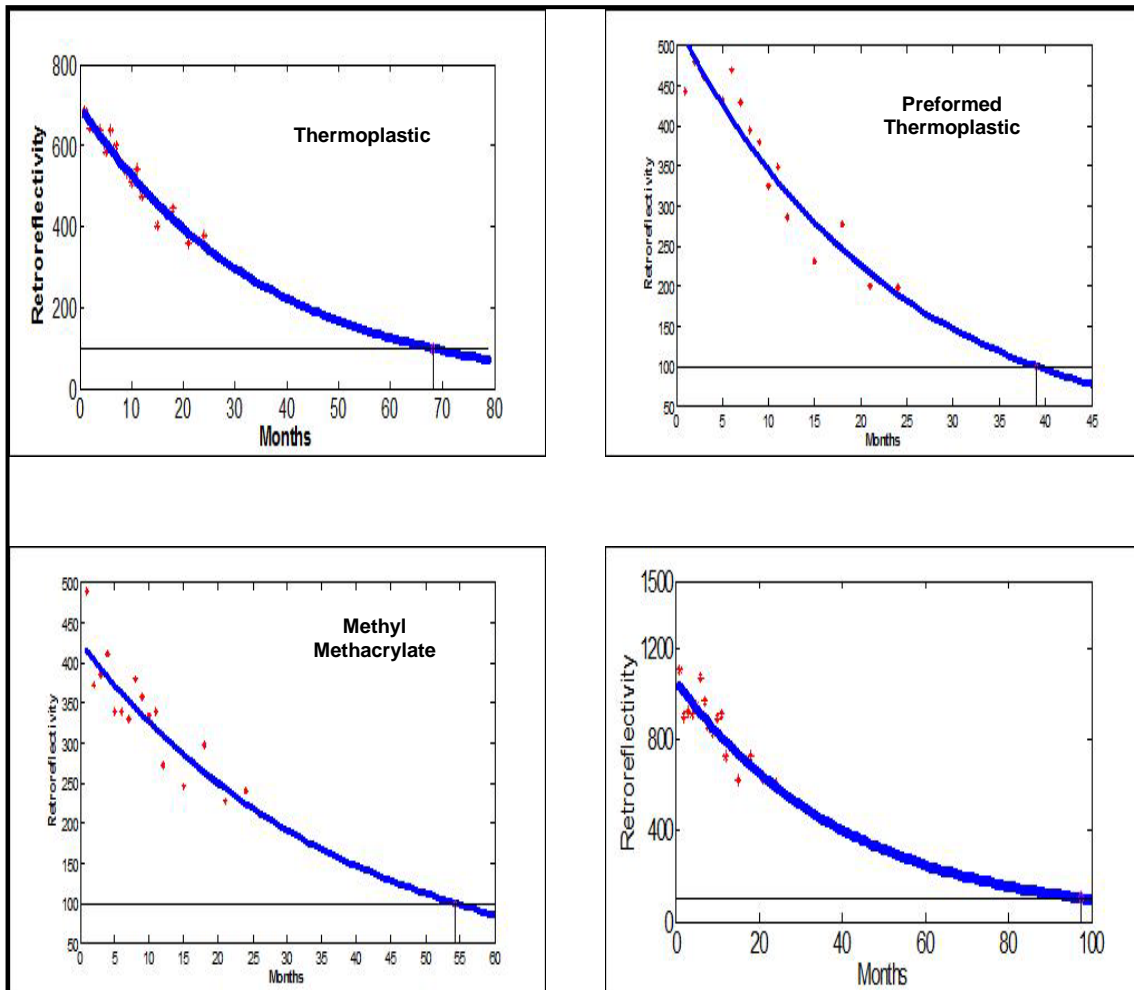 Thermoplastic
Retroreflectivity
800
600
400
200
0
0 10 20 30 40 50 60 70 80
Months
Preformed
Thermoplastic
Retroreflectivity
500
450
400
350
300
250
200
150
100
50
0 5 10 15 20 25 30 35 40 45
Months
Methyl
Methacrylate
Retroreflectivity
500
450
400
350
300
250
200
150
100
50
0 5 10 15 20 25 30 35 40 45 50 55 60
Months
Retroreflectivity
1500
1200
800
400
0
0 20 40 60 80 100
Months